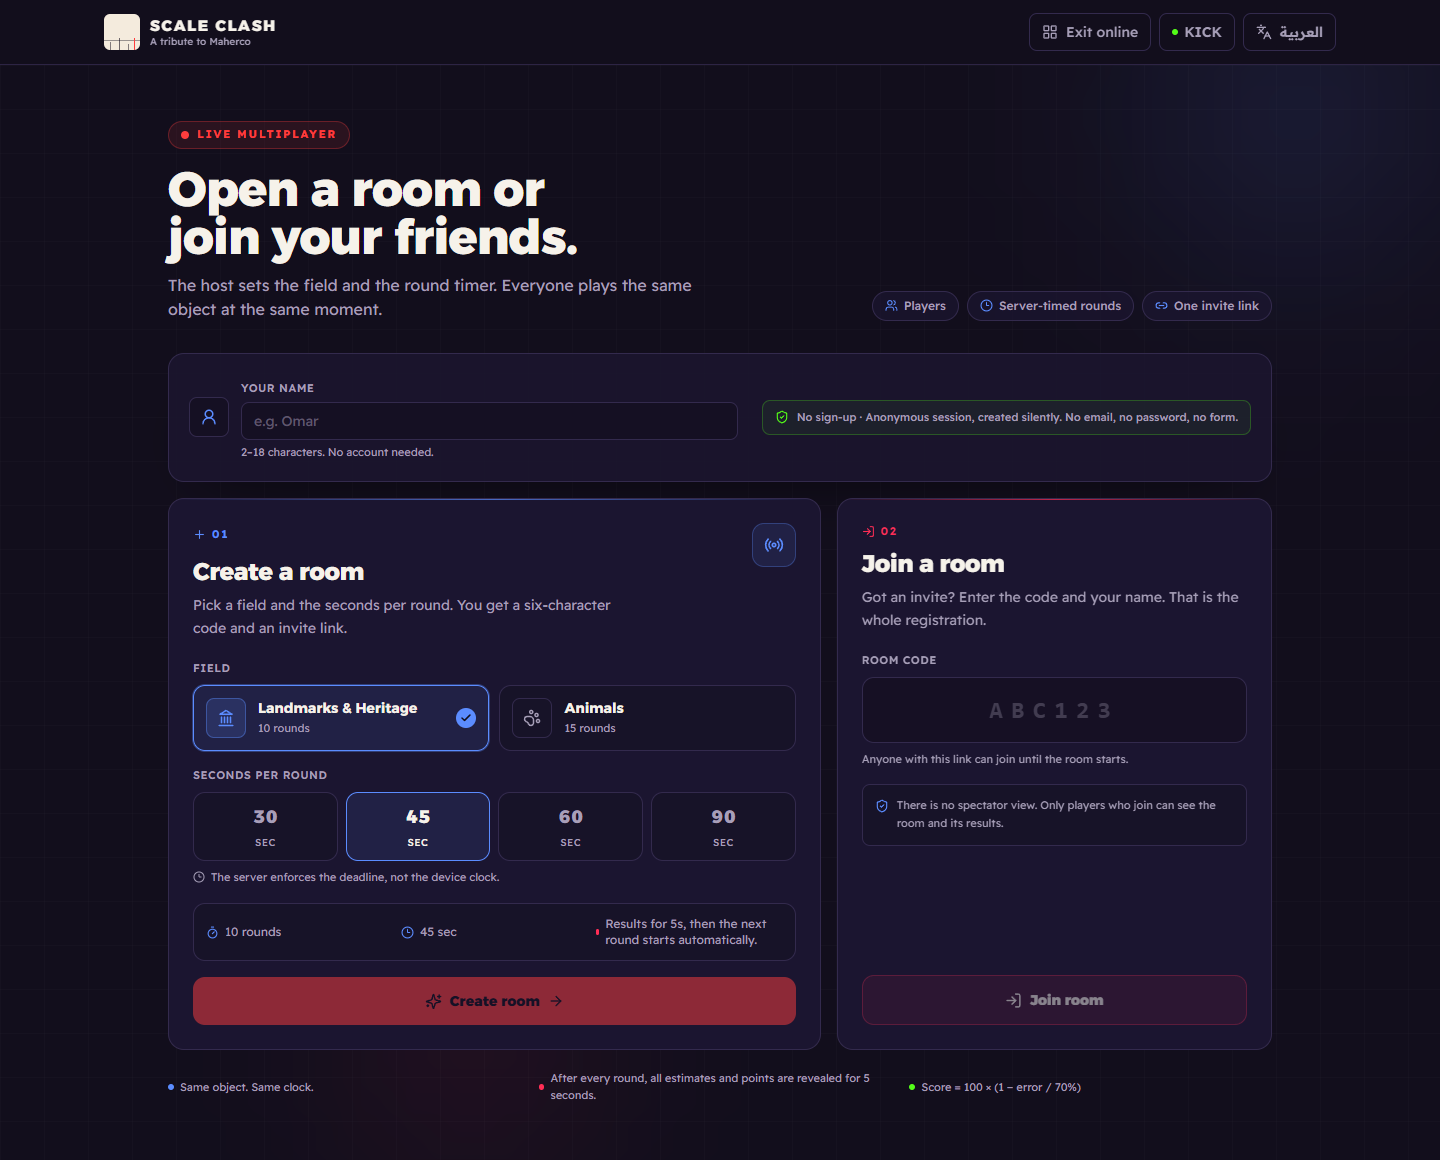 SCALE CLASH
A tribute to Maherco
Exit online
KICK
العربية
LIVE MULTIPLAYER
Open a room or
join your friends.
The host sets the field and the round timer. Everyone plays the same
object at the same moment.
Players
Server-timed rounds
One invite link
YOUR NAME
e.g. Omar
2–18 characters. No account needed.
No sign-up · Anonymous session, created silently. No email, no password, no form.
01
Create a room
Pick a field and the seconds per round. You get a six-character
code and an invite link.
FIELD
Landmarks & Heritage
10 rounds
Animals
15 rounds
SECONDS PER ROUND
30
SEC
45
SEC
60
SEC
90
SEC
The server enforces the deadline, not the device clock.
10 rounds
45 sec
Results for 5s, then the next
round starts automatically.
Create room
02
Join a room
Got an invite? Enter the code and your name. That is the
whole registration.
ROOM CODE
ABC123
Anyone with this link can join until the room starts.
There is no spectator view. Only players who join can see the
room and its results.
Join room
Same object. Same clock.
After every round, all estimates and points are revealed for 5
seconds.
Score = 100 × (1 − error / 70%)